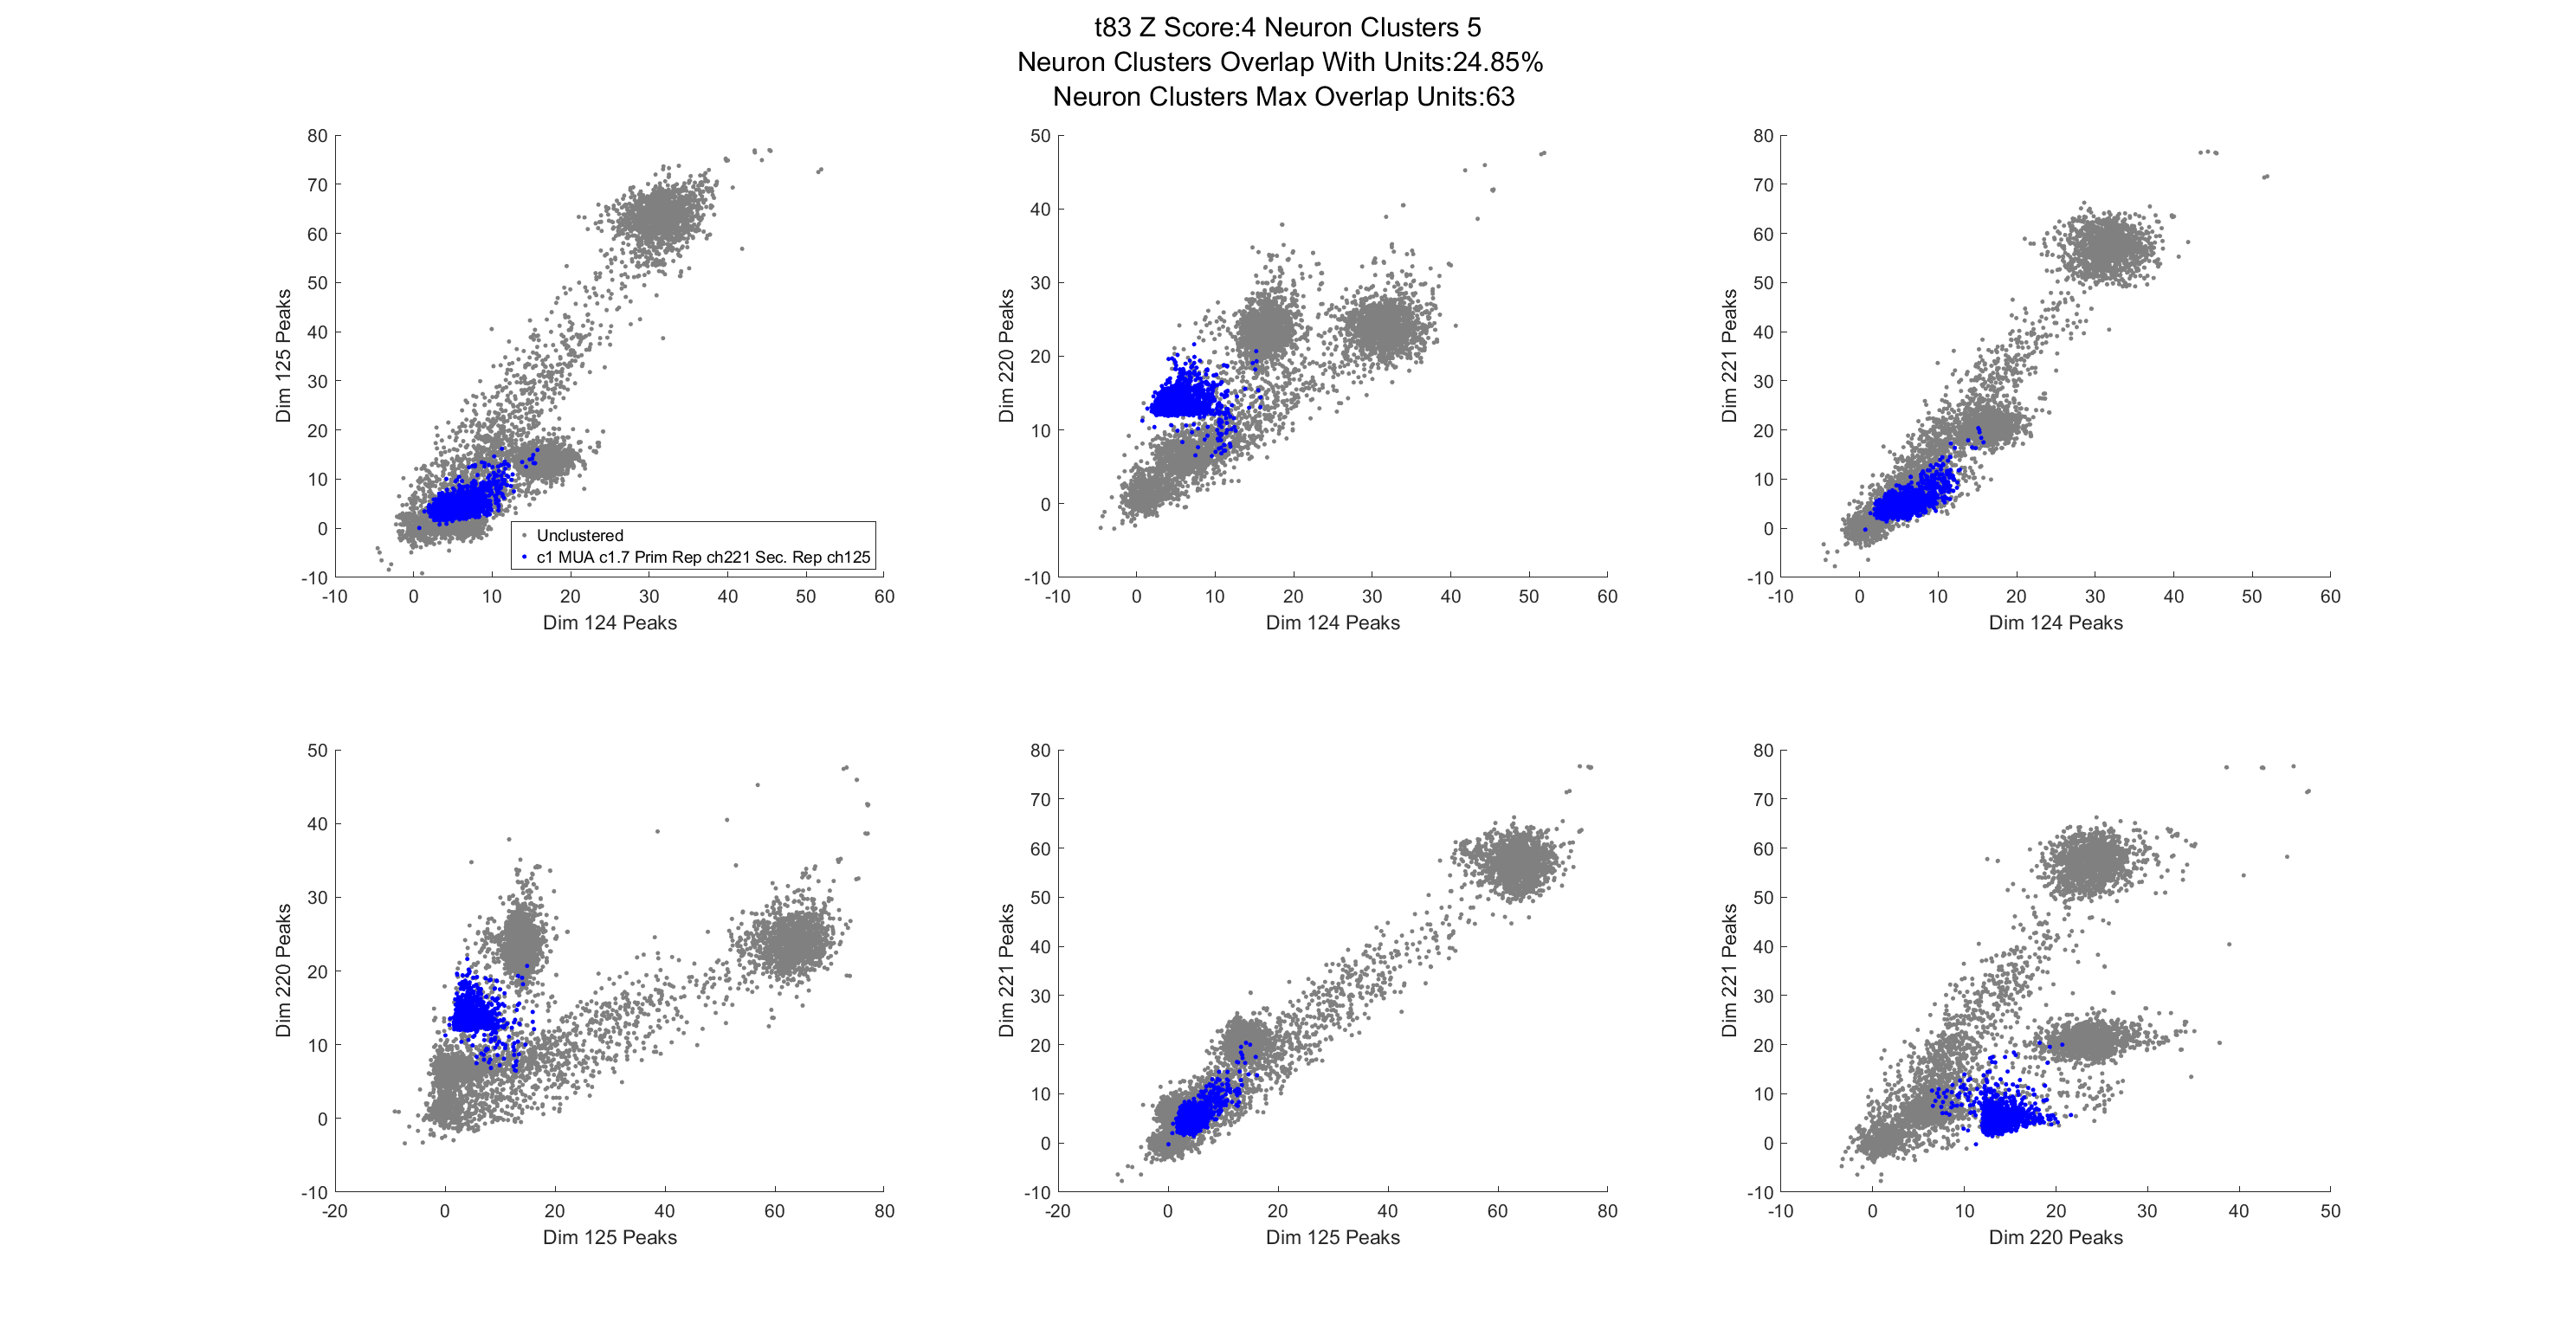 t83 Z Score:4 Neuron Clusters 5
Neuron Clusters Overlap With Units:24.85%
Neuron Clusters Max Overlap Units:63
80
70
60
50
40
30
20
10
0
-10
Dim 125 Peaks
-10 0 10 20 30 40 50 60
Dim 124 Peaks
Unclustered
c1 MUA c1.7 Prim Rep ch221 Sec. Rep ch125
50
40
30
20
10
0
-10
Dim 220 Peaks
-10 0 10 20 30 40 50 60
Dim 124 Peaks
80
70
60
50
40
30
20
10
0
-10
Dim 221 Peaks
-10 0 10 20 30 40 50 60
Dim 124 Peaks
50
40
30
20
10
0
-10
Dim 220 Peaks
-20 0 20 40 60 80
Dim 125 Peaks
80
70
60
50
40
30
20
10
0
-10
Dim 221 Peaks
-20 0 20 40 60 80
Dim 125 Peaks
80
70
60
50
40
30
20
10
0
-10
Dim 221 Peaks
-10 0 10 20 30 40 50
Dim 220 Peaks